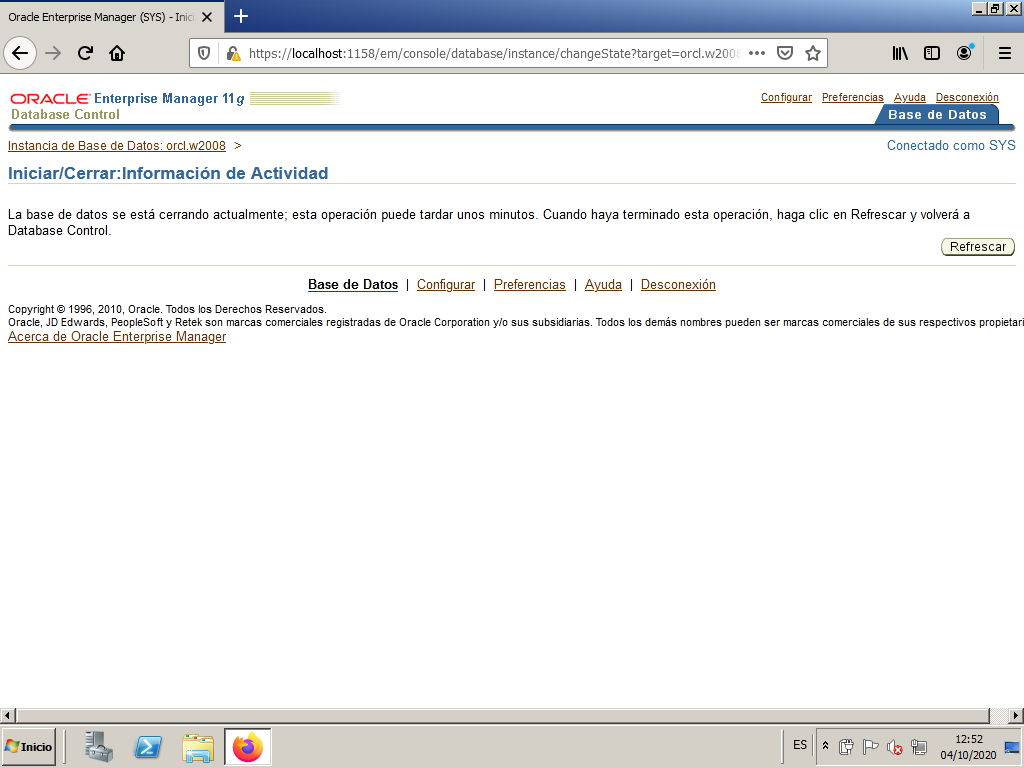 Oracle Enterprise Manager (SYS) - Inic
https://localhost:1158/em/console/database/instance/changeState?target=orcl.w2008
ORACLE Enterprise Manager 11g
Database Control
Configurar Preferencias Ayuda Desconexión
Base de Datos
Instancia de Base de Datos: orcl.w2008 >
Conectado como SYS
Iniciar/Cerrar:Información de Actividad
La base de datos se está cerrando actualmente; esta operación puede tardar unos minutos. Cuando haya terminado esta operación, haga clic en Refrescar y volverá a
Database Control.
Refrescar
Base de Datos | Configurar | Preferencias | Ayuda | Desconexión
Copyright © 1996, 2010, Oracle. Todos los Derechos Reservados.
Oracle, JD Edwards, PeopleSoft y Retek son marcas comerciales registradas de Oracle Corporation y/o sus subsidiarias. Todos los demás nombres pueden ser marcas comerciales de sus respectivos propietari
Acerca de Oracle Enterprise Manager
Inicio
ES
12:52
04/10/2020